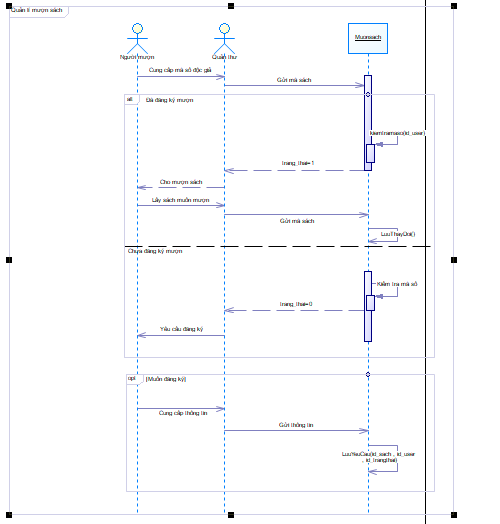 Quản lí mượn sách
Người mượn
Quản thư
Muonsach
Cung cấp mã số độc giả
Gửi mã sách
alt
Đã đăng ký mượn
kiemtramaso(id_user)
trang_thai=1
Cho mượn sách
Lấy sách muốn mượn
Gửi mã sách
LuuThayDoi()
Chưa đăng ký mượn
Kiểm tra mã số
trang_thai=0
Yêu cầu đăng ký
opt
[Muốn đăng ký]
Cung cấp thông tin
Gửi thông tin
LuuYeuCau(id_sach , id_user
, id_trangthai)